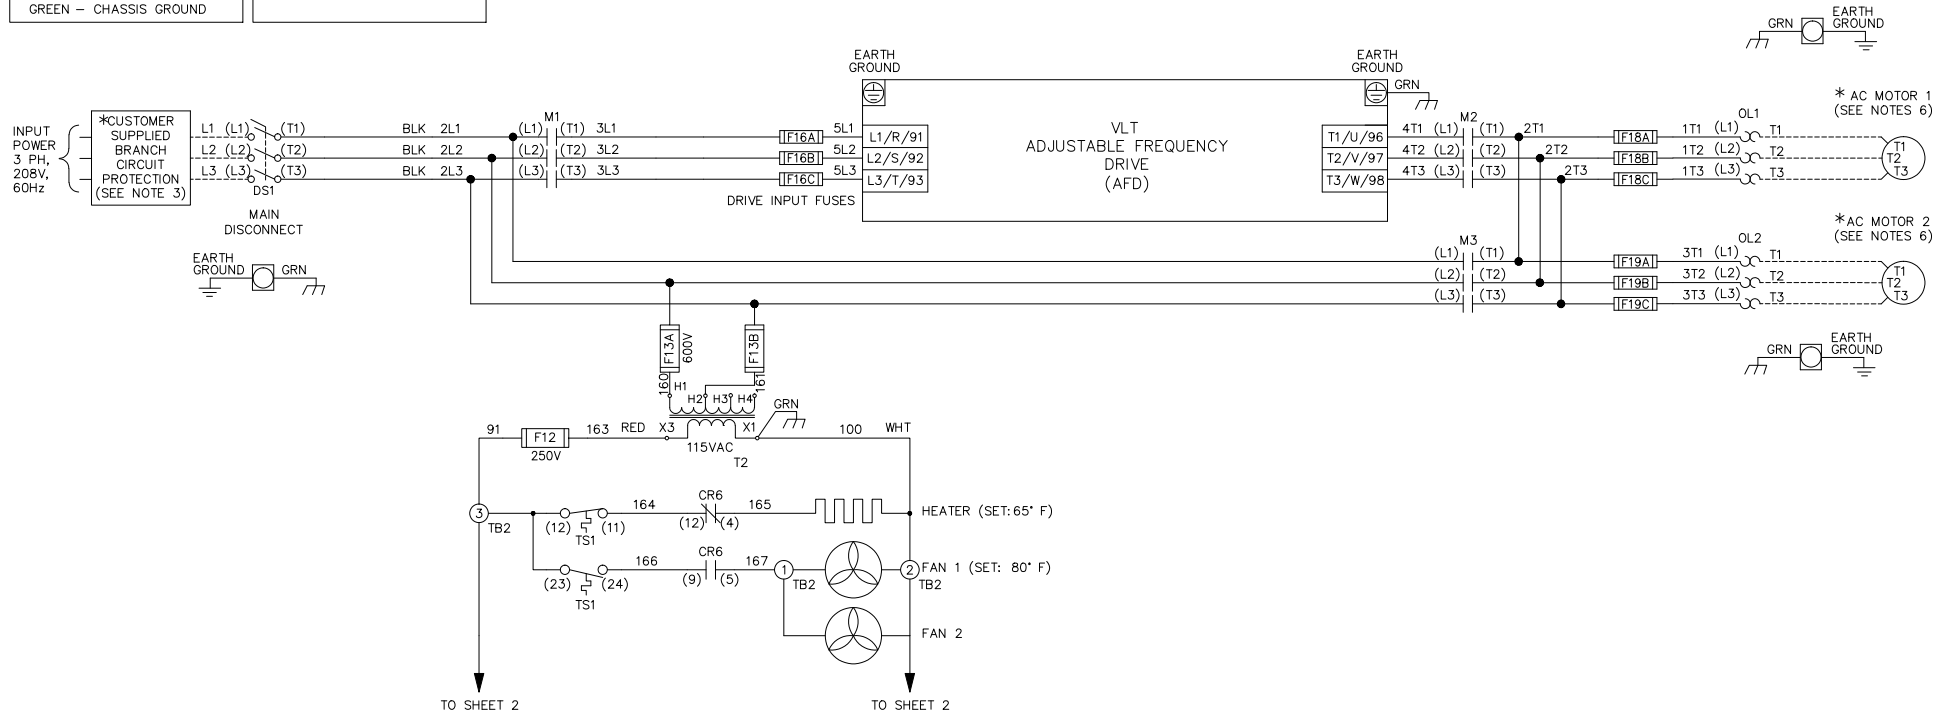 GREEN – CHASSIS GROUND
GRN
EARTH
GROUND
EARTH
GROUND
EARTH
GROUND
GRN
INPUT
POWER
3 PH,
208V,
60Hz
*CUSTOMER
SUPPLIED
BRANCH
CIRCUIT
PROTECTION
(SEE NOTE 3)
L1 (L1) (T1) BLK 2L1 (L1) M1 (T1) 3L1 F16A 5L1 L1/R/91
L2 (L2) (T2) BLK 2L2 (L2) (T2) 3L2 F16B 5L2 L2/S/92
L3 (L3) (T3) BLK 2L3 (L3) (T3) 3L3 F16C 5L3 L3/T/93
DS1
MAIN
DISCONNECT
DRIVE INPUT FUSES
VLT
ADJUSTABLE FREQUENCY
DRIVE
(AFD)
T1/U/96 4T1 (L1) M2 (T1) 2T1 F18A 1T1 (L1) OL1 T1
T2/V/97 4T2 (L2) (T2) 2T2 F18B 1T2 (L2) T2
T3/W/98 4T3 (L3) (T3) 2T3 F18C 1T3 (L3) T3
* AC MOTOR 1
(SEE NOTES 6)
T1
T2
T3
EARTH
GROUND
GRN
M3
(L1) (T1) F19A 3T1 (L1) OL2 T1
(L2) (T2) F19B 3T2 (L2) T2
(L3) (T3) F19C 3T3 (L3) T3
*AC MOTOR 2
(SEE NOTES 6)
T1
T2
T3
GRN
EARTH
GROUND
F13A
600V
F13B
160
161
H1
H2 H3 H4
GRN
91 F12 163 RED X3 X1 100 WHT
250V
115VAC
T2
3
TB2
(12) (11) 164 CR6 (12) (4) 165 HEATER (SET:65° F)
TS1
(23) (24) 166 CR6 (9) (5) 167 1 TB2 2 TB2 FAN 1 (SET: 80° F)
TS1
FAN 2
TO SHEET 2
TO SHEET 2